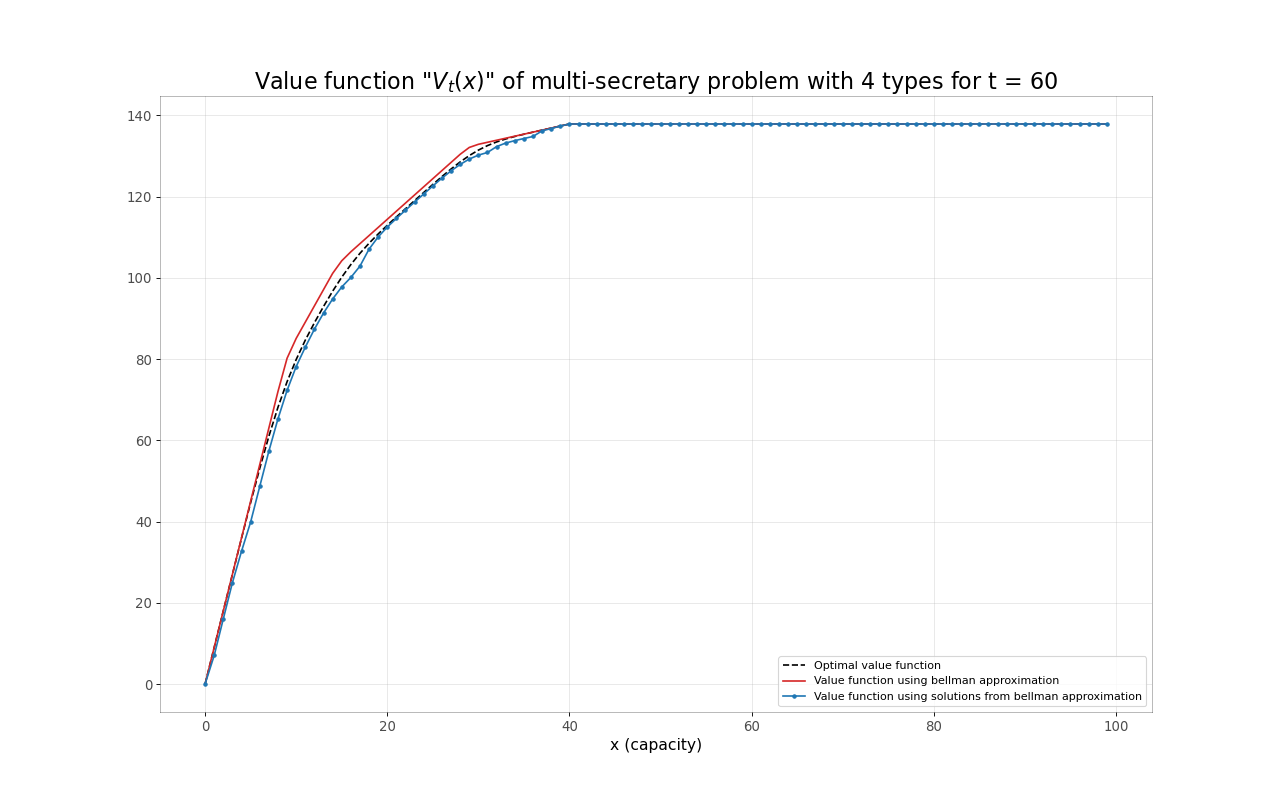 Value function "V_t(x)" of multi-secretary problem with 4 types for t = 60
140
120
100
80
60
40
20
0
0 20 40 60 80 100
x (capacity)
Optimal value function
Value function using bellman approximation
Value function using solutions from bellman approximation